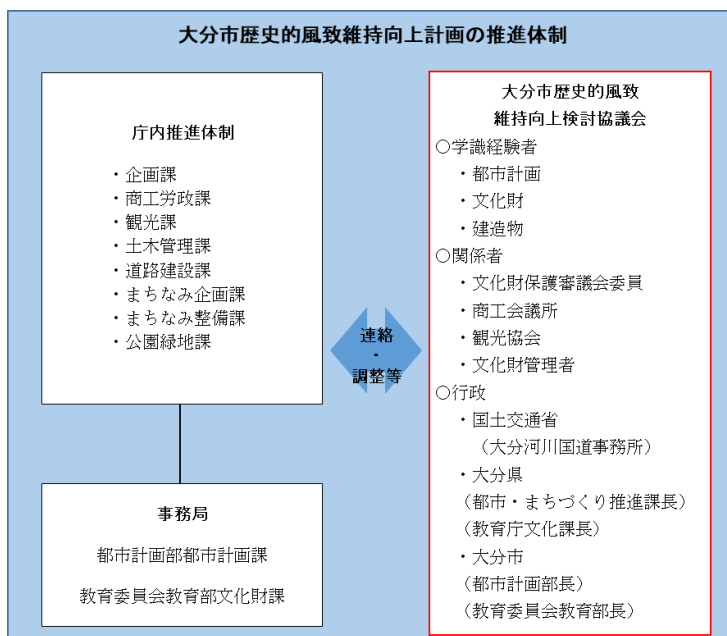 大分市歴史的風致維持向上計画の推進体制
庁内推進体制
・企画課
・商工労政課
・観光課
・土木管理課
・道路建設課
・まちなみ企画課
・まちなみ整備課
・公園緑地課
事務局
都市計画部都市計画課
教育委員会教育部文化財課
連絡
・
調整等
大分市歴史的風致
維持向上検討協議会
○学識経験者
・都市計画
・文化財
・建造物
○関係者
・文化財保護審議会委員
・商工会議所
・観光協会
・文化財管理者
○行政
・国土交通省
（大分河川国道事務所）
・大分県
（都市・まちづくり推進課長）
（教育庁文化課長）
・大分市
（都市計画部長）
（教育委員会教育部長）